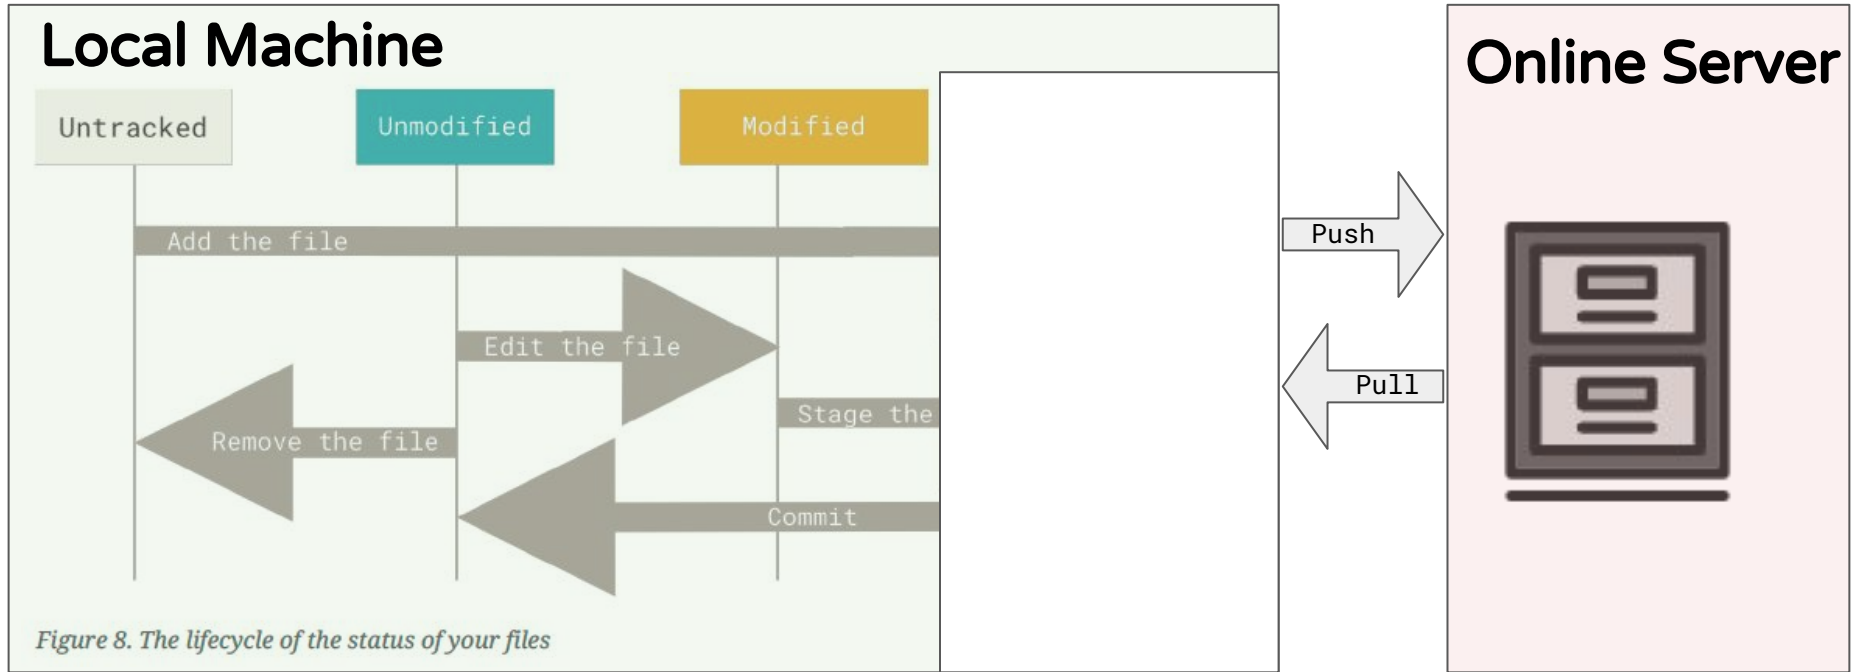 Local Machine
Online Server
Untracked
Unmodified
Modified
Add the file
Push
Edit the file
Pull
Stage the
Remove the file
Commit
Figure 8. The lifecycle of the status of your files